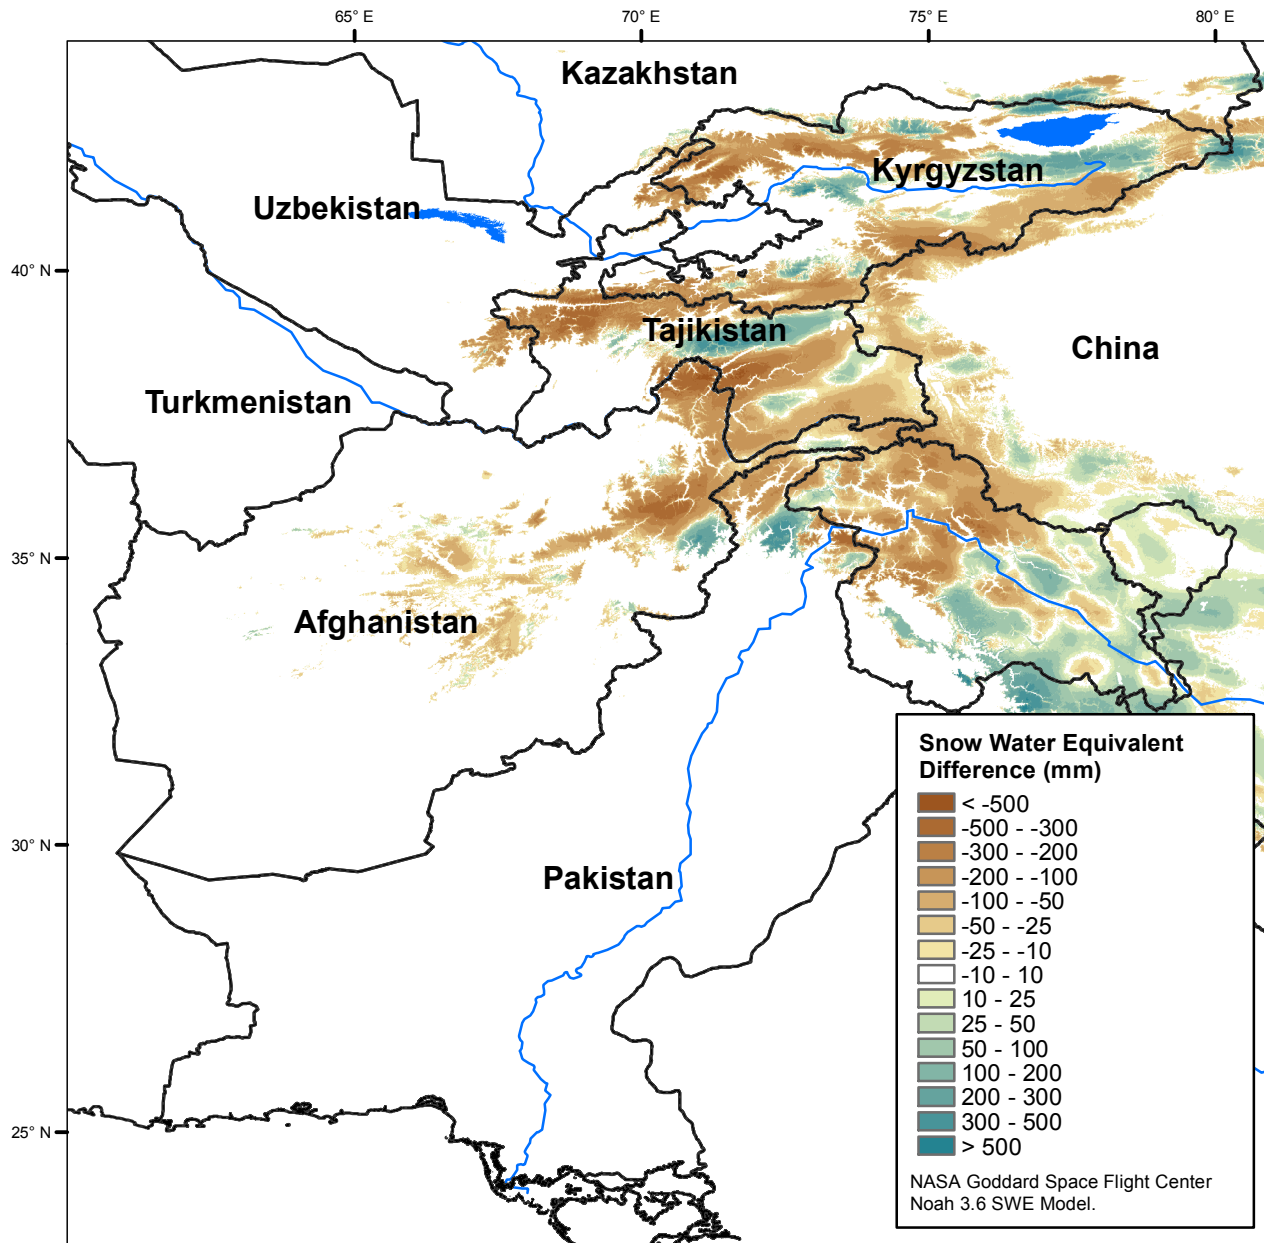 65° E
70° E
75° E
80° E
Kazakhstan
Kyrgyzstan
Uzbekistan
40° N
Tajikistan
China
Turkmenistan
35° N
Afghanistan
Snow Water Equivalent
Difference (mm)
< -500
-500 - -300
-300 - -200
-200 - -100
-100 - -50
-50 - -25
-25 - -10
-10 - 10
10 - 25
25 - 50
50 - 100
100 - 200
200 - 300
300 - 500
> 500
NASA Goddard Space Flight Center
Noah 3.6 SWE Model.
30° N
Pakistan
25° N